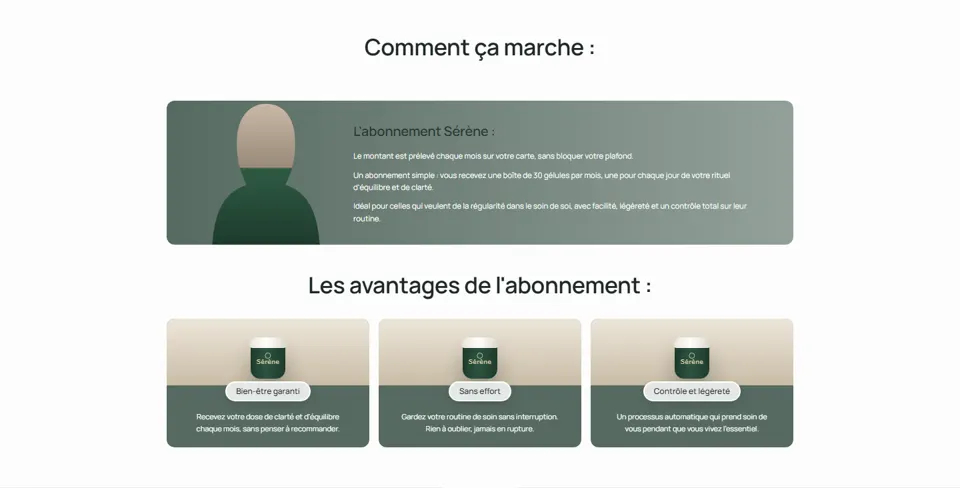 Comment ça marche :
L'abonnement Sérène :
Le montant est prélevé chaque mois sur votre carte, sans bloquer votre plafond.
Un abonnement simple : vous recevez une boîte de 30 gélules par mois, une pour chaque jour de votre rituel
d'équilibre et de clarté.
Idéal pour celles qui veulent de la régularité dans le soin de soi, avec facilité, légèreté et un contrôle total sur leur
routine.
Les avantages de l'abonnement :
Sérène
Bien-être garanti
Recevez votre dose de clarté et d'équilibre
chaque mois, sans penser à recommander.
Sérène
Sans effort
Gardez votre routine de soin sans interruption.
Rien à oublier, jamais en rupture.
Sérène
Contrôle et légèreté
Un processus automatique qui prend soin de
vous pendant que vous vivez l'essentiel.